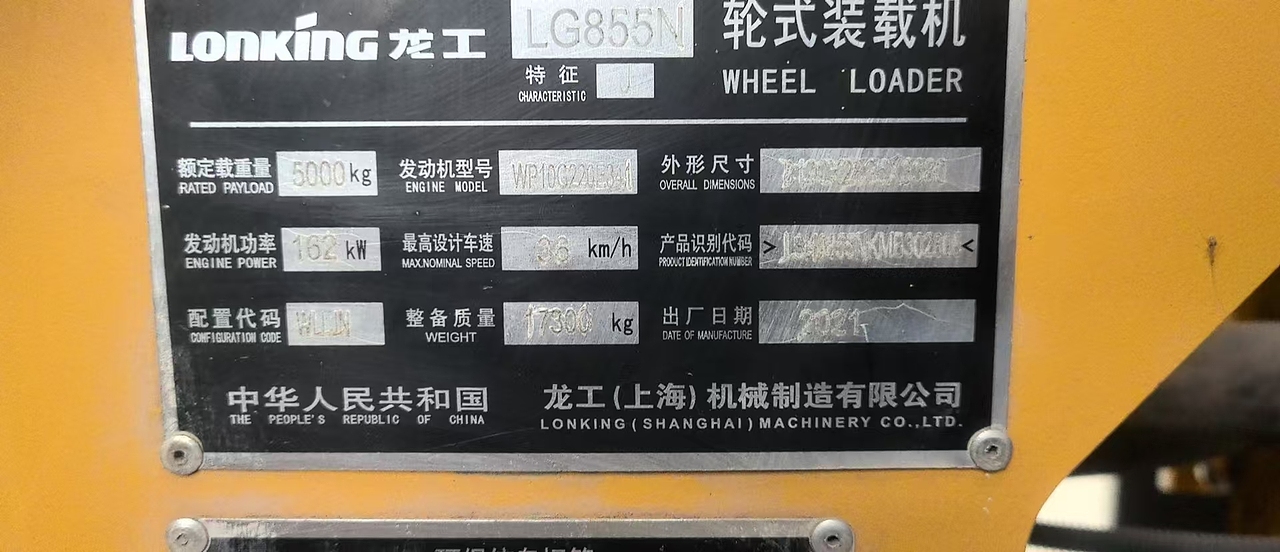 LONKING 龙工 LG855N 轮式装载机
特征 J WHEEL LOADER
CHARACTERISTIC
额定载重量 5000kg 发动机型号 外形尺寸
RATED PAYLOAD ENGINE MODEL OVERALL DIMENSIONS
发动机功率 162 kW 最高设计车速 km/h 产品识别代码 > <
ENGINE POWER MAX.NOMINAL SPEED PRODUCT IDENTIFICATION NUMBER
配置代码 整备质量 17300 kg 出厂日期 2021
CONFIGURATION CODE WEIGHT DATE OF MANUFACTURE
中华人民共和国 龙工(上海)机械制造有限公司
THE PEOPLE'S REPUBLIC OF CHINA LONKING(SHANGHAI)MACHINERY CO.,LTD.